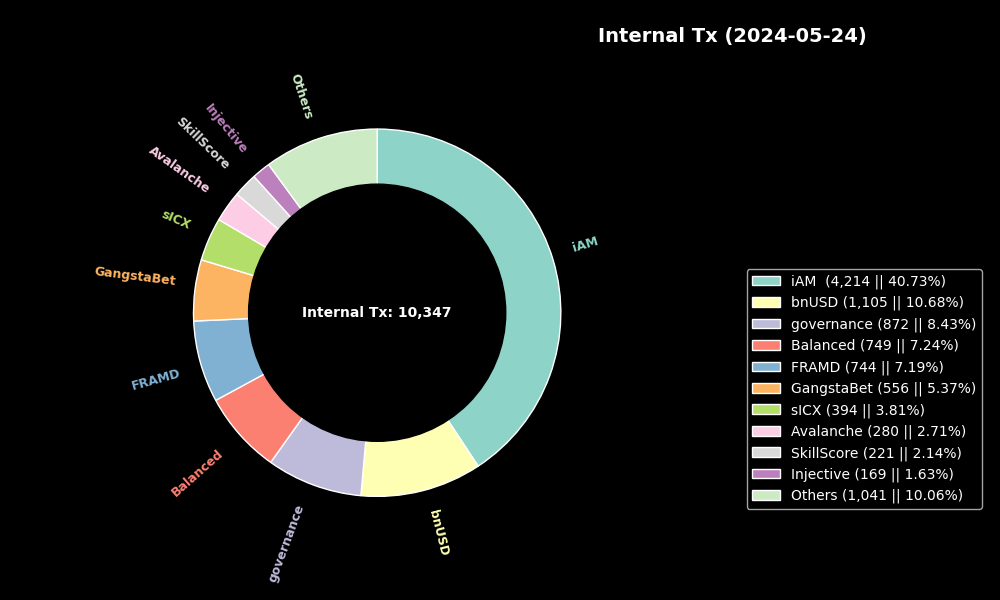 Internal Tx (2024-05-24)
Others
Injective
SkillScore
Avalanche
sICX
GangstaBet
FRAMD
Balanced
governance
bnUSD
iAM
Internal Tx: 10,347
iAM  (4,214 || 40.73%)
bnUSD (1,105 || 10.68%)
governance (872 || 8.43%)
Balanced (749 || 7.24%)
FRAMD (744 || 7.19%)
GangstaBet (556 || 5.37%)
sICX (394 || 3.81%)
Avalanche (280 || 2.71%)
SkillScore (221 || 2.14%)
Injective (169 || 1.63%)
Others (1,041 || 10.06%)